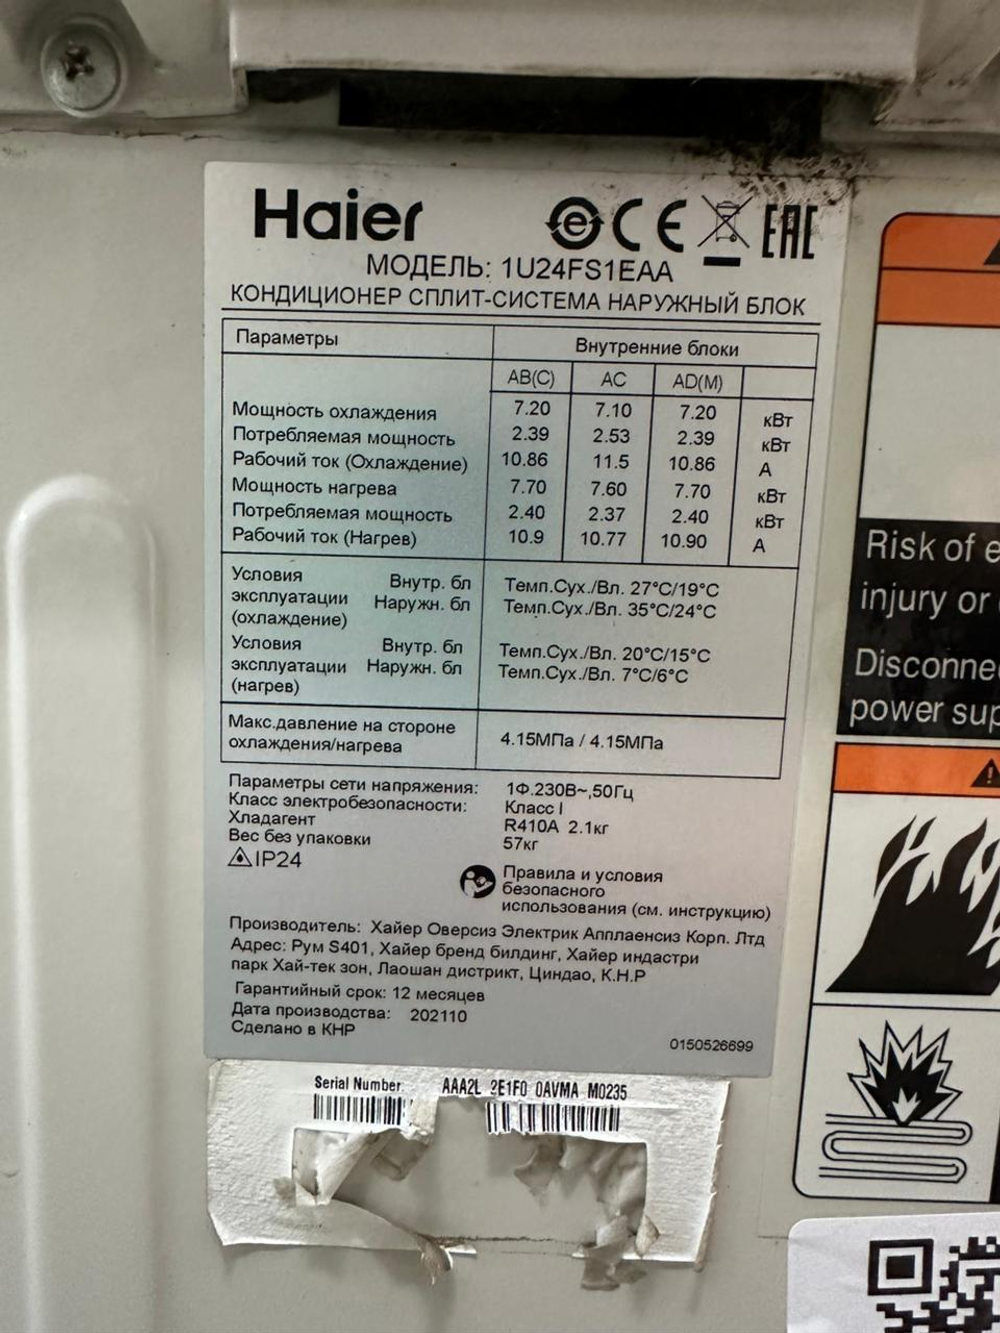 Haier
CE EAC
МОДЕЛЬ: 1U24FS1EAA
КОНДИЦИОНЕР СПЛИТ-СИСТЕМА НАРУЖНЫЙ БЛОК
Параметры Внутренние блоки
AB(C) AC AD(M)
Мощность охлаждения 7.20 7.10 7.20 кВт
Потребляемая мощность 2.39 2.53 2.39 кВт
Рабочий ток (Охлаждение) 10.86 11.5 10.86 А
Мощность нагрева 7.70 7.60 7.70 кВт
Потребляемая мощность 2.40 2.37 2.40 кВт
Рабочий ток (Нагрев) 10.9 10.77 10.90 А
Условия Внутр. бл Темп.Сух./Вл. 27°C/19°C
эксплуатации Наружн. бл Темп.Сух./Вл. 35°C/24°C
(охлаждение)
Условия Внутр. бл Темп.Сух./Вл. 20°C/15°C
эксплуатации Наружн. бл Темп.Сух./Вл. 7°C/6°C
(нагрев)
Макс.давление на стороне
охлаждения/нагрева 4.15МПа / 4.15МПа
Параметры сети напряжения: 1Ф.230В~,50Гц
Класс электробезопасности: Класс I
Хладагент R410A 2.1кг
Вес без упаковки 57кг
IP24
Правила и условия
безопасного
использования (см. инструкцию)
Производитель: Хайер Оверсиз Электрик Апплаенсиз Корп. Лтд
Адрес: Рум S401, Хайер бренд билдинг, Хайер индастри
парк Хай-тек зон, Лаошан дистрикт, Циндао, К.Н.Р
Гарантийный срок: 12 месяцев
Дата производства: 202110
Сделано в КНР
0150526699
Serial Number: AAA2L 2E1F0 0AVMA M0235
Risk of e
injury or
Disconne
power sup